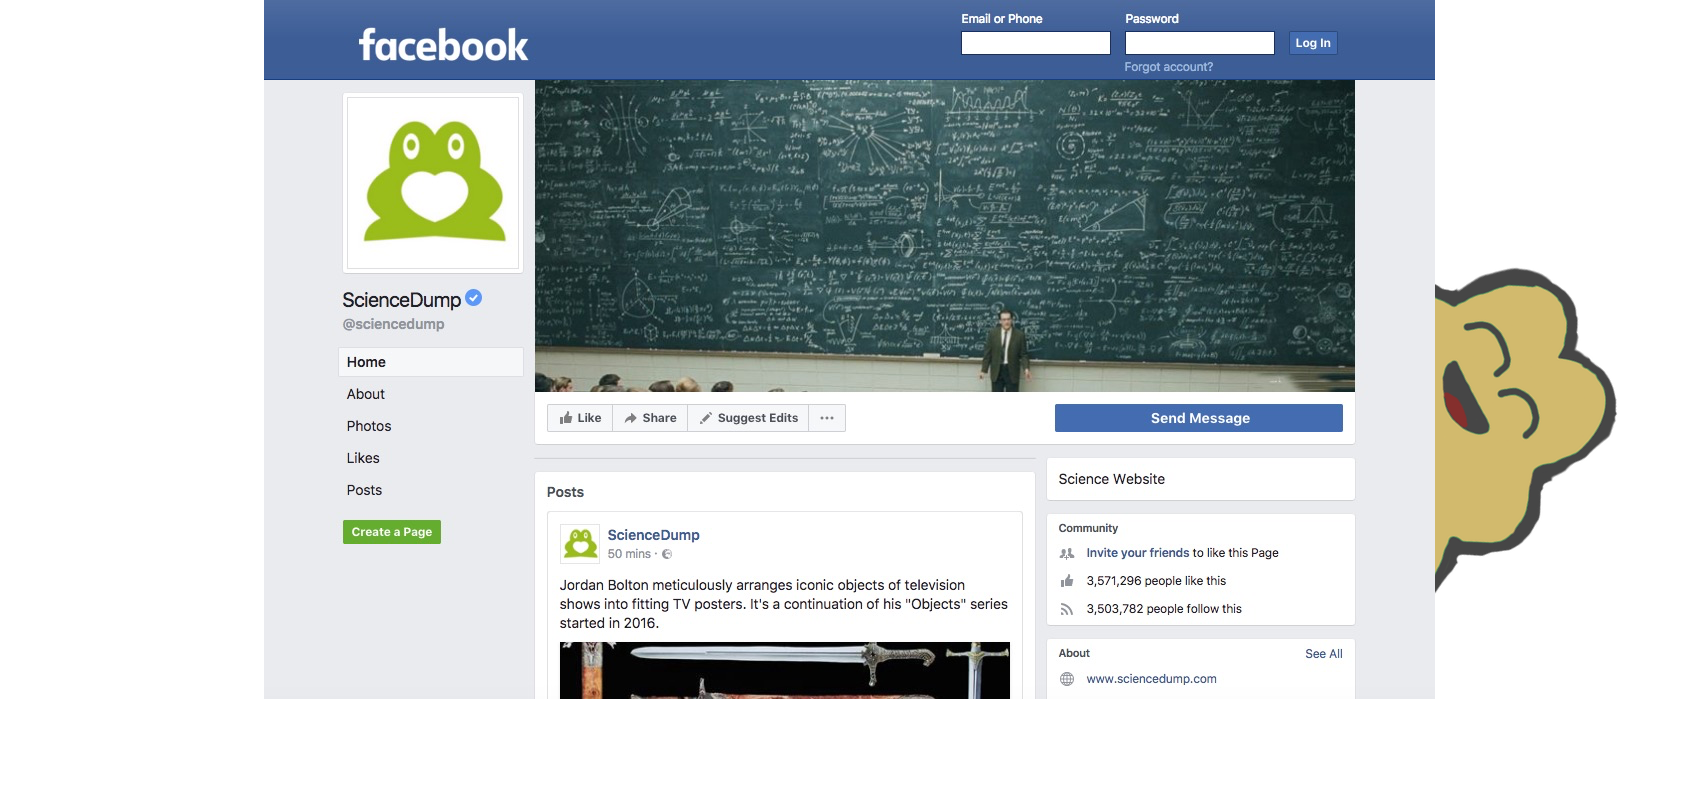 facebook
Email or Phone
Password
Log In
Forgot account?
ScienceDump
@sciencedump
Home
About
Photos
Likes
Posts
Create a Page
Like
Share
Suggest Edits
Send Message
Posts
ScienceDump
50 mins ·
Jordan Bolton meticulously arranges iconic objects of television
shows into fitting TV posters. It's a continuation of his "Objects" series
started in 2016.
Science Website
Community
Invite your friends to like this Page
3,571,296 people like this
3,503,782 people follow this
About
See All
www.sciencedump.com